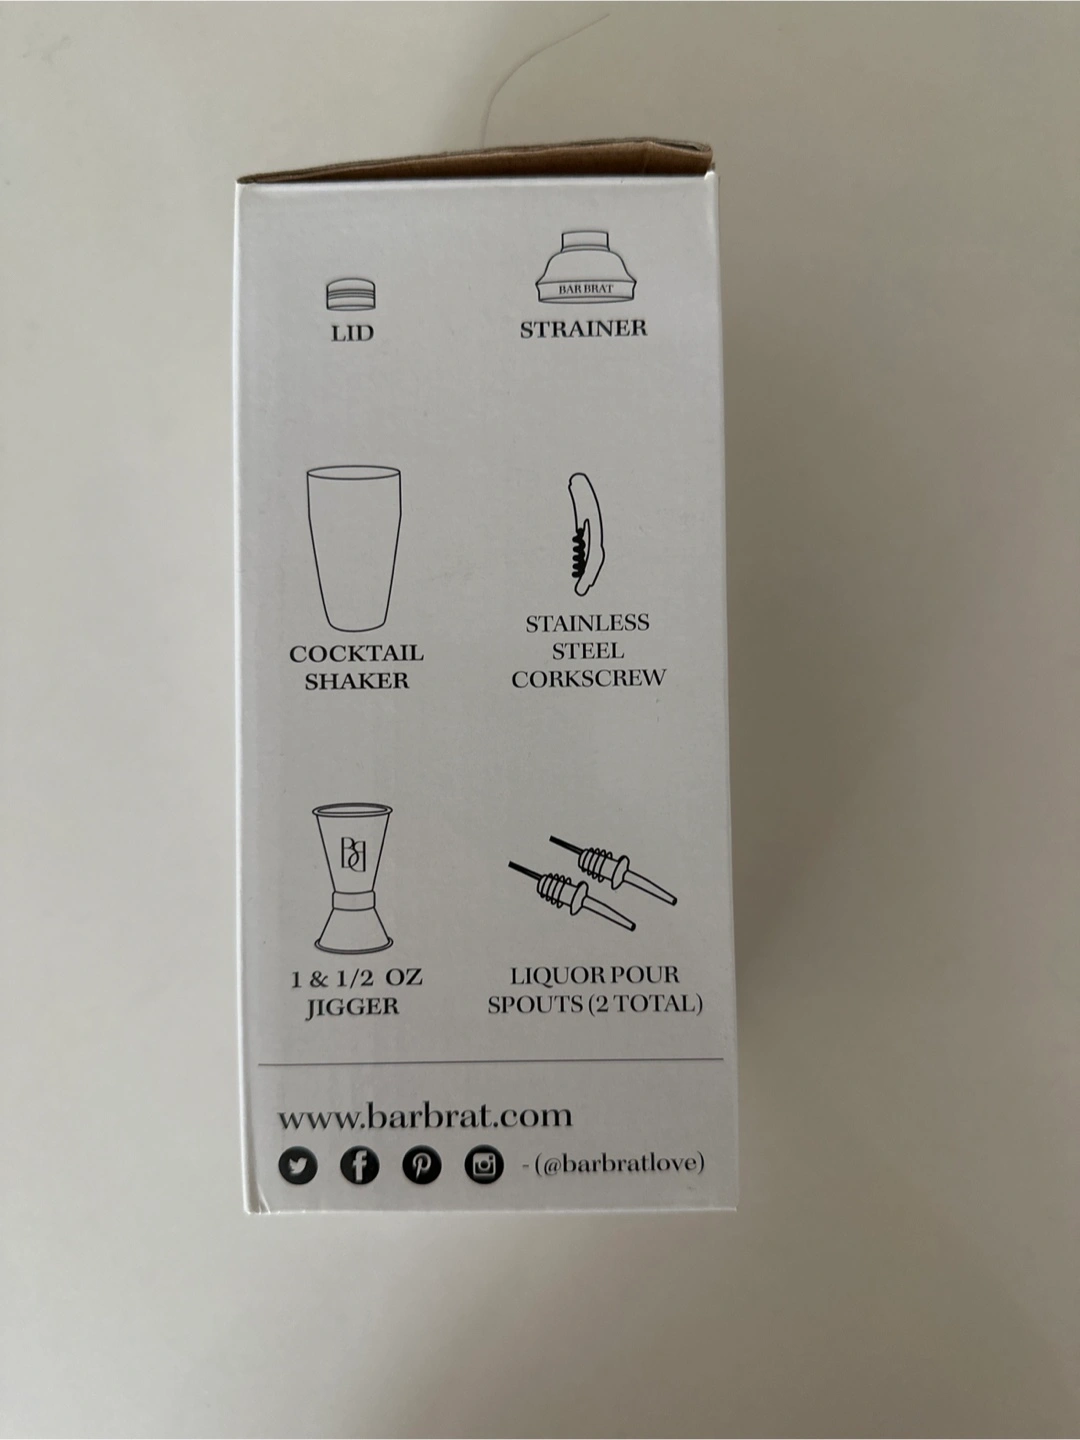 BAR BRAT
LID
STRAINER
COCKTAIL
SHAKER
STAINLESS
STEEL
CORKSCREW
BB
1 & 1/2 OZ
JIGGER
LIQUOR POUR
SPOUTS (2 TOTAL)
www.barbrat.com
- (@barbratlove)